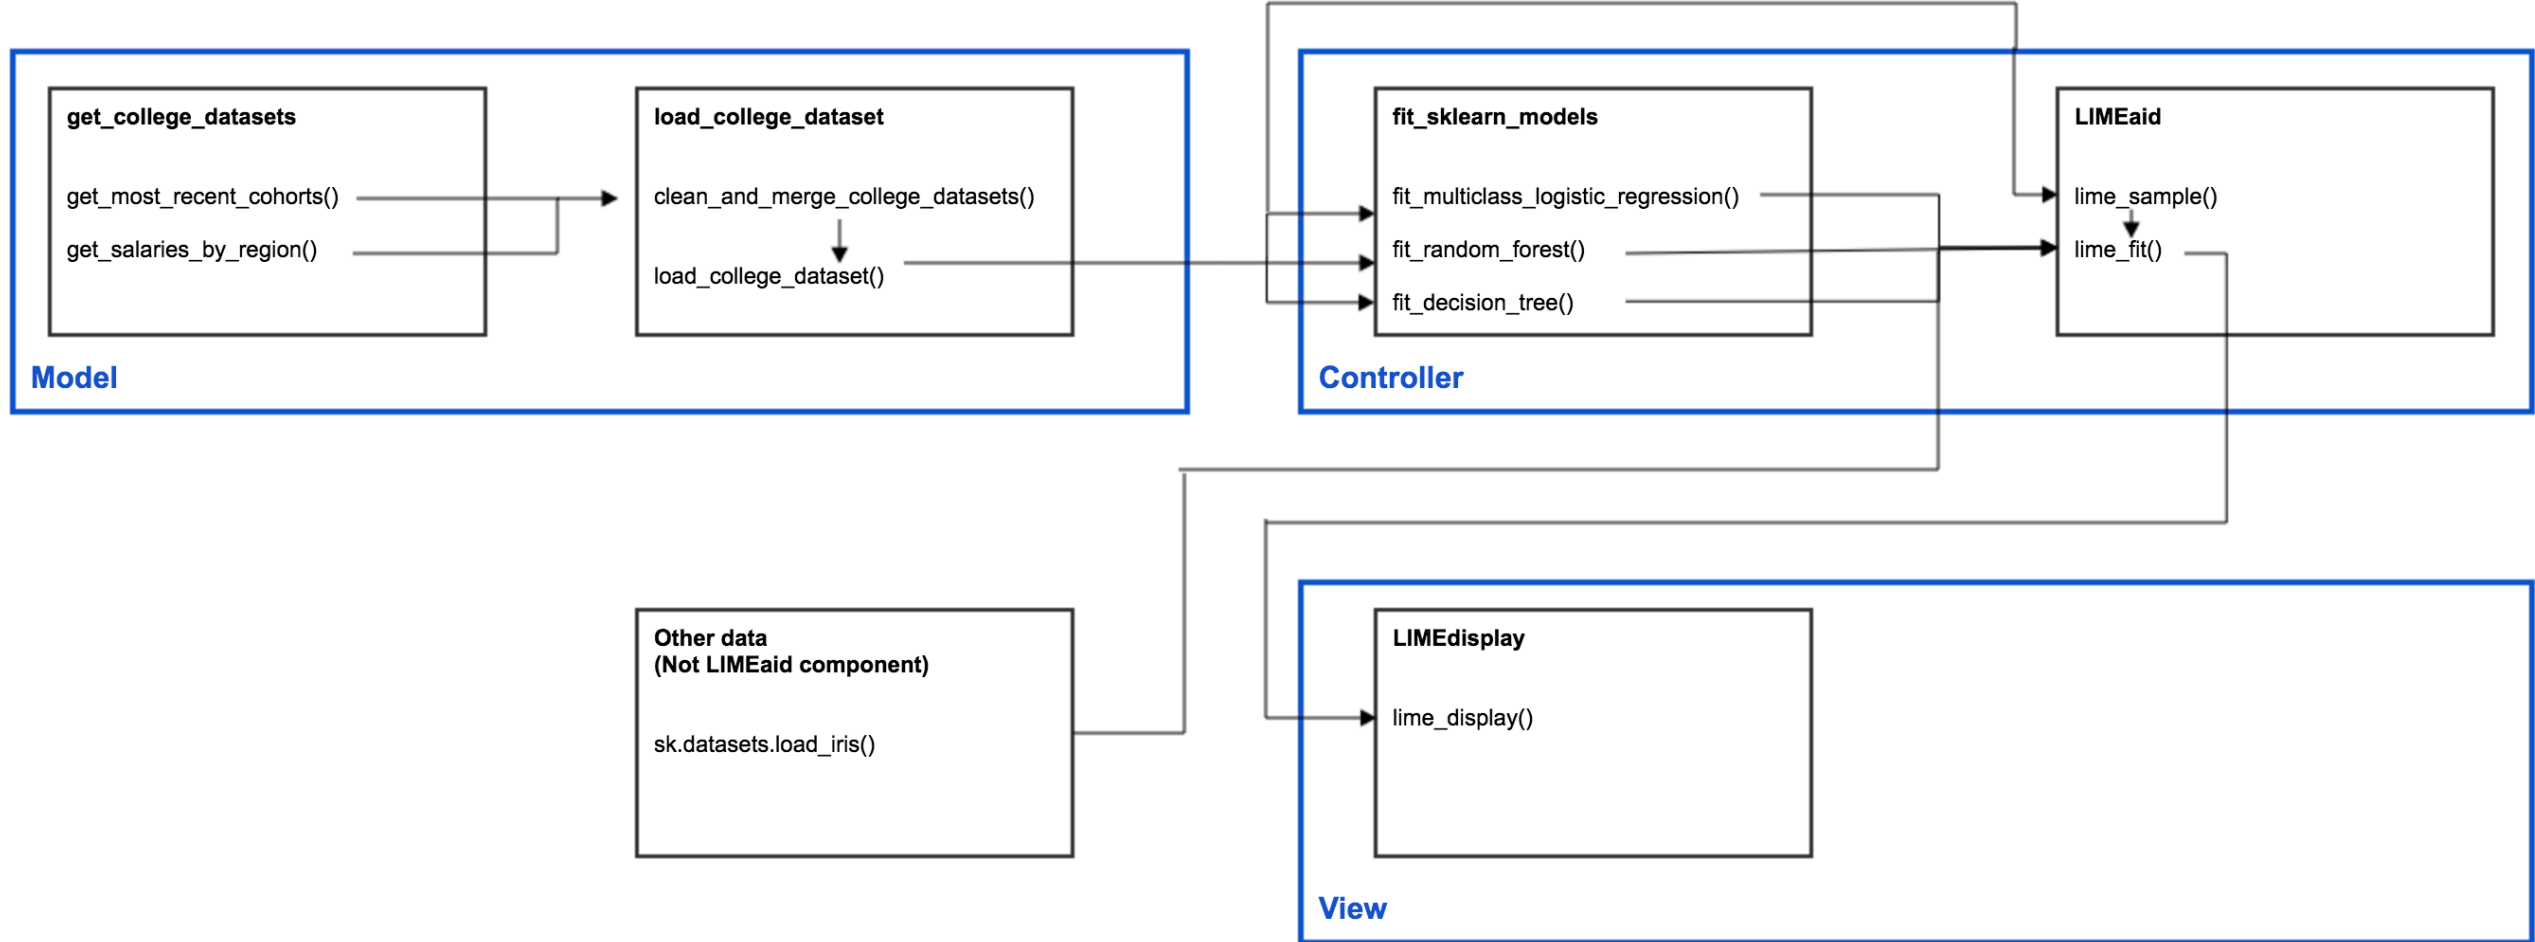 get_college_datasets
get_most_recent_cohorts()
get_salaries_by_region()
load_college_dataset
clean_and_merge_college_datasets()
load_college_dataset()
Model
fit_sklearn_models
fit_multiclass_logistic_regression()
fit_random_forest()
fit_decision_tree()
LIMEaid
lime_sample()
lime_fit()
Controller
Other data
(Not LIMEaid component)
sk.datasets.load_iris()
LIMEdisplay
lime_display()
View